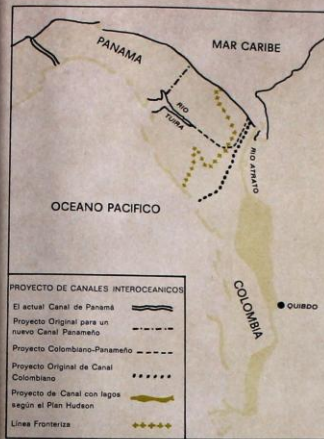 PANAMA
MAR CARIBE
RIO
TUIRA
RIO ATRATO
OCEANO PACIFICO
COLOMBIA
QUIBDO
PROYECTO DE CANALES INTEROCEANICOS
El actual Canal de Panamá
Proyecto Original para un
nuevo Canal Panameño
Proyecto Colombiano-Panameño
Proyecto Original de Canal
Colombiano
Proyecto de Canal con lagos
según el Plan Hudson
Linea Fronteriza